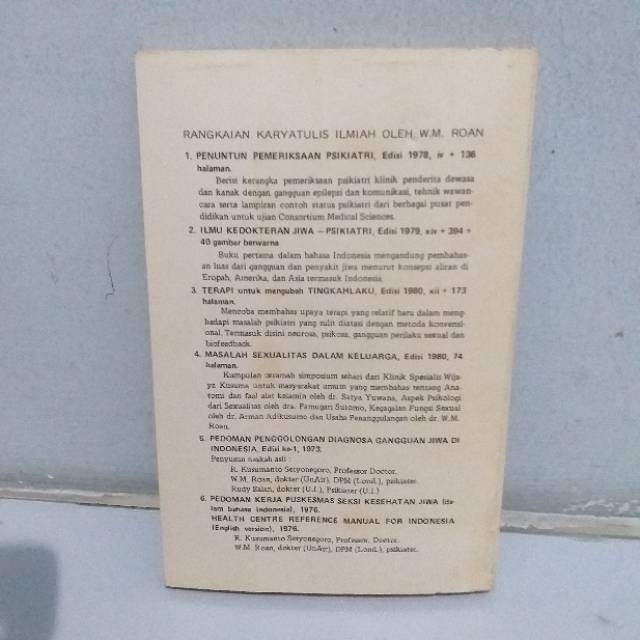 RANGKAIAN KARYATULIS ILMIAH OLEH W.M. ROAN
1. PENUNTUN PEMERIKSAAN PSIKIATRI, Edisi 1978, iv + 136
halaman.
Berisi kerangka pemeriksaan psikiatri klinik penderita dewasa
dan kanak dengan gangguan epilepsi dan komunikasi, tehnik wawan-
cara serta lampiran contoh status psikiatri dari berbagai pusat pen-
didikan untuk ujian Consortium Medical Sciences.
2. ILMU KEDOKTERAN JIWA – PSIKIATRI, Edisi 1979, xiv + 394 +
40 gambar berwarna
Buku pertama dalam bahasa Indonesia mengandung pembahas-
an luas dari gangguan dan penyakit jiwa menurut konsepsi aliran di
Eropah, Amerika, dan Asia termasuk Indonesia.
3. TERAPI untuk mengubah TINGKAHLAKU, Edisi 1980, xii + 173
halaman.
Mencoba membahas upaya terapi yang relatif baru dalam meng-
hadapi masalah psikiatri yang sulit diatasi dengan metoda konvensi-
onal. Termasuk disini neurosa, psikosa, gangguan perilaku sexual dan
biofeedback.
4. MASALAH SEXUALITAS DALAM KELUARGA, Edisi 1980, 74
halaman.
Kumpulan ceramah simposium sehari dari Klinik Spesialis Wija-
ya Kusuma untuk masyarakat umum yang membahas tentang Ana-
tomi dan faal alat kelamin oleh dr. Satya Yuwana, Aspek Psikologi
dari Sexualitas oleh dra. Pamugari Sutomo, Kegagalan Fungsi Sexual
oleh dr. Arman Adikusumo dan Usaha Penanggulangan oleh dr. W.M.
Roan.
5. PEDOMAN PENGGOLONGAN DIAGNOSA GANGGUAN JIWA DI
INDONESIA, Edisi ke-1, 1973.
Penyusun naskah asli :
R. Kusumanto Setyonegoro, Professor Doctor.
W.M. Roan, dokter (UnAir), DPM (Lond.), psikiater.
Rudy Salan, dokter (U.I.), Psikiater (U.I.)
6. PEDOMAN KERJA PUSKESMAS SEKSI KESEHATAN JIWA (da-
lam bahasa Indonesia), 1976.
HEALTH CENTRE REFERENCE MANUAL FOR INDONESIA
(English version), 1976.
R. Kusumanto Setyonegoro, Professor, Doctor.
W.M. Roan, dokter (UnAir), DPM (Lond.), psikiater.